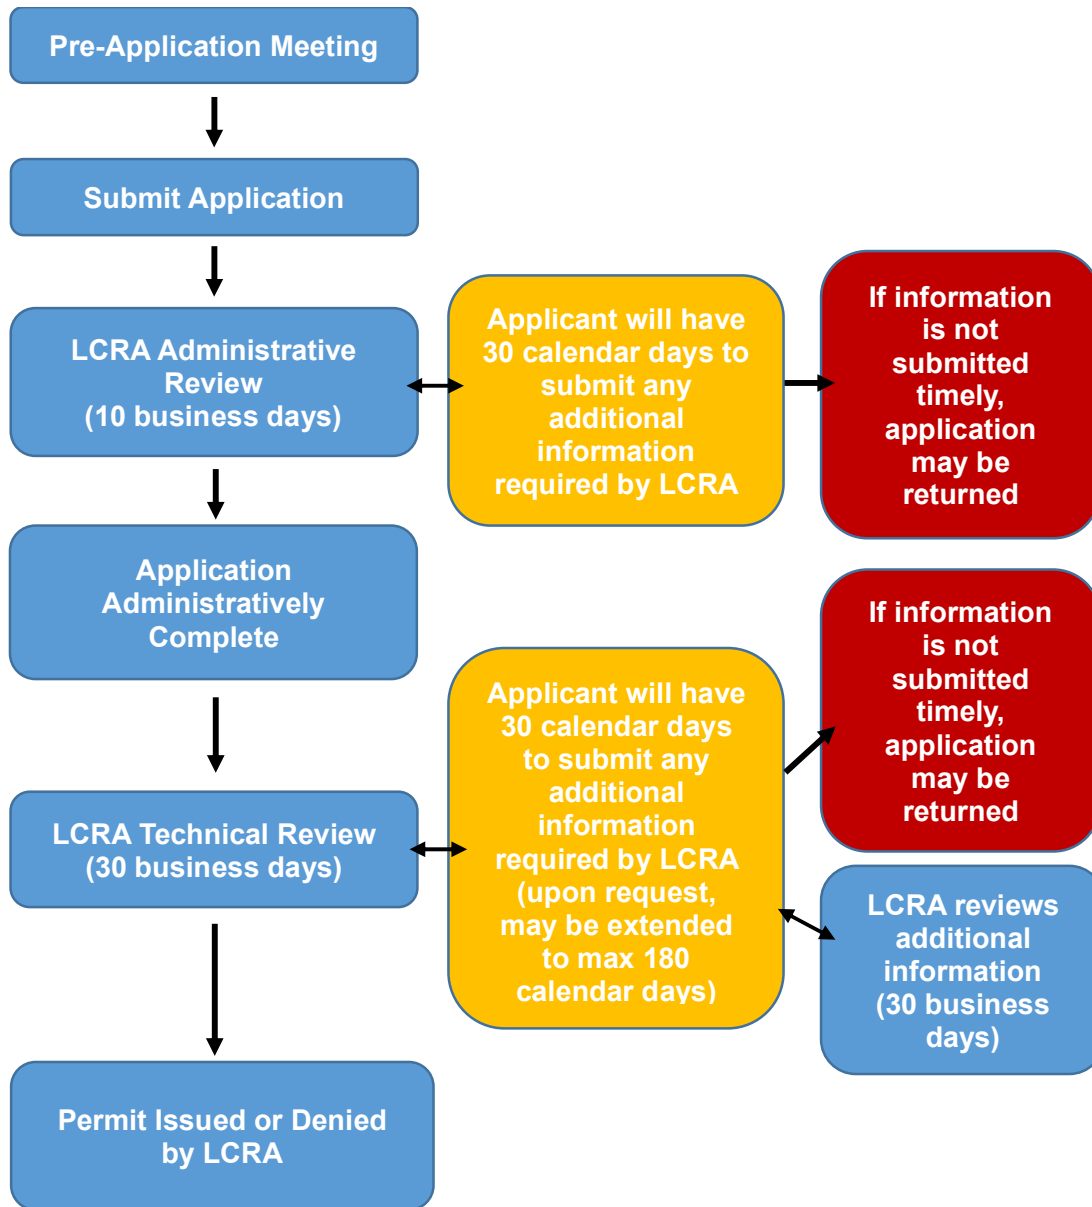 Pre-Application Meeting
Submit Application
LCRA Administrative
Review
(10 business days)
Applicant will have
30 calendar days to
submit any
additional
information
required by LCRA
If information
is not
submitted
timely,
application
may be
returned
Application
Administratively
Complete
LCRA Technical Review
(30 business days)
Applicant will have
30 calendar days
to submit any
additional
information
required by LCRA
(upon request,
may be extended
to max 180
calendar days)
If information
is not
submitted
timely,
application
may be
returned
LCRA reviews
additional
information
(30 business
days)
Permit Issued or Denied
by LCRA